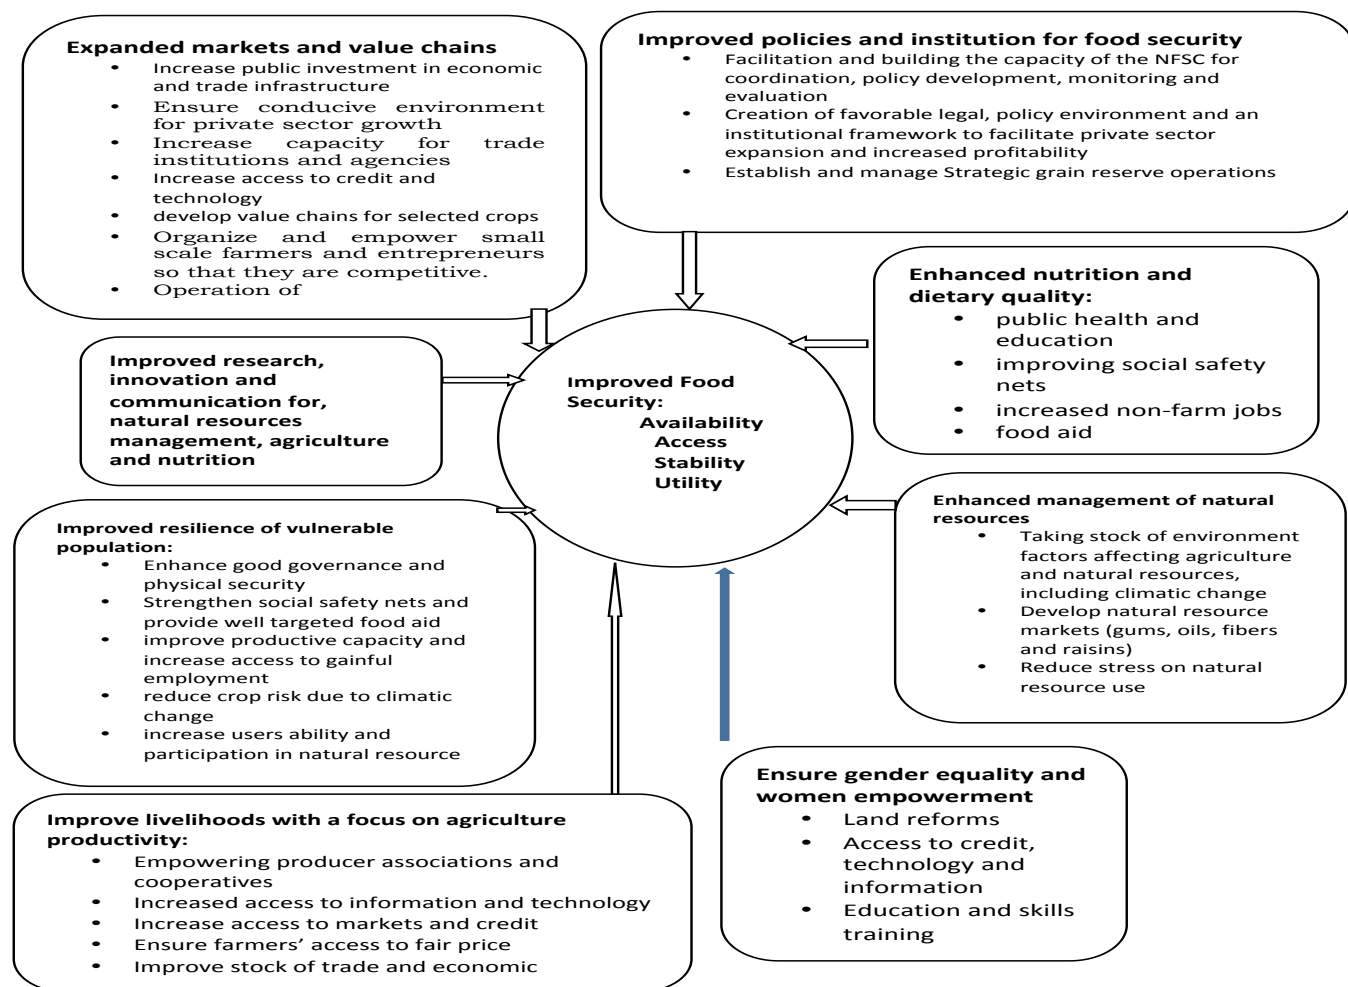 Expanded markets and value chains
• Increase public investment in economic
and trade infrastructure
• Ensure conducive environment
for private sector growth
• Increase capacity for trade
institutions and agencies
• Increase access to credit and
technology
• develop value chains for selected crops
• Organize and empower small
scale farmers and entrepreneurs
so that they are competitive.
• Operation of
Improved policies and institution for food security
• Facilitation and building the capacity of the NFSC for
coordination, policy development, monitoring and
evaluation
• Creation of favorable legal, policy environment and an
institutional framework to facilitate private sector
expansion and increased profitability
• Establish and manage Strategic grain reserve operations
Enhanced nutrition and
dietary quality:
• public health and
education
• improving social safety
nets
• increased non-farm jobs
• food aid
Improved research,
innovation and
communication for,
natural resources
management, agriculture
and nutrition
Improved Food
Security:
Availability
Access
Stability
Utility
Enhanced management of natural
resources
• Taking stock of environment
factors affecting agriculture
and natural resources,
including climatic change
• Develop natural resource
markets (gums, oils, fibers
and raisins)
• Reduce stress on natural
resource use
Improved resilience of vulnerable
population:
• Enhance good governance and
physical security
• Strengthen social safety nets and
provide well targeted food aid
• improve productive capacity and
increase access to gainful
employment
• reduce crop risk due to climatic
change
• increase users ability and
participation in natural resource
Ensure gender equality and
women empowerment
• Land reforms
• Access to credit,
technology and
information
• Education and skills
training
Improve livelihoods with a focus on agriculture
productivity:
• Empowering producer associations and
cooperatives
• Increased access to information and technology
• Increase access to markets and credit
• Ensure farmers’ access to fair price
• Improve stock of trade and economic